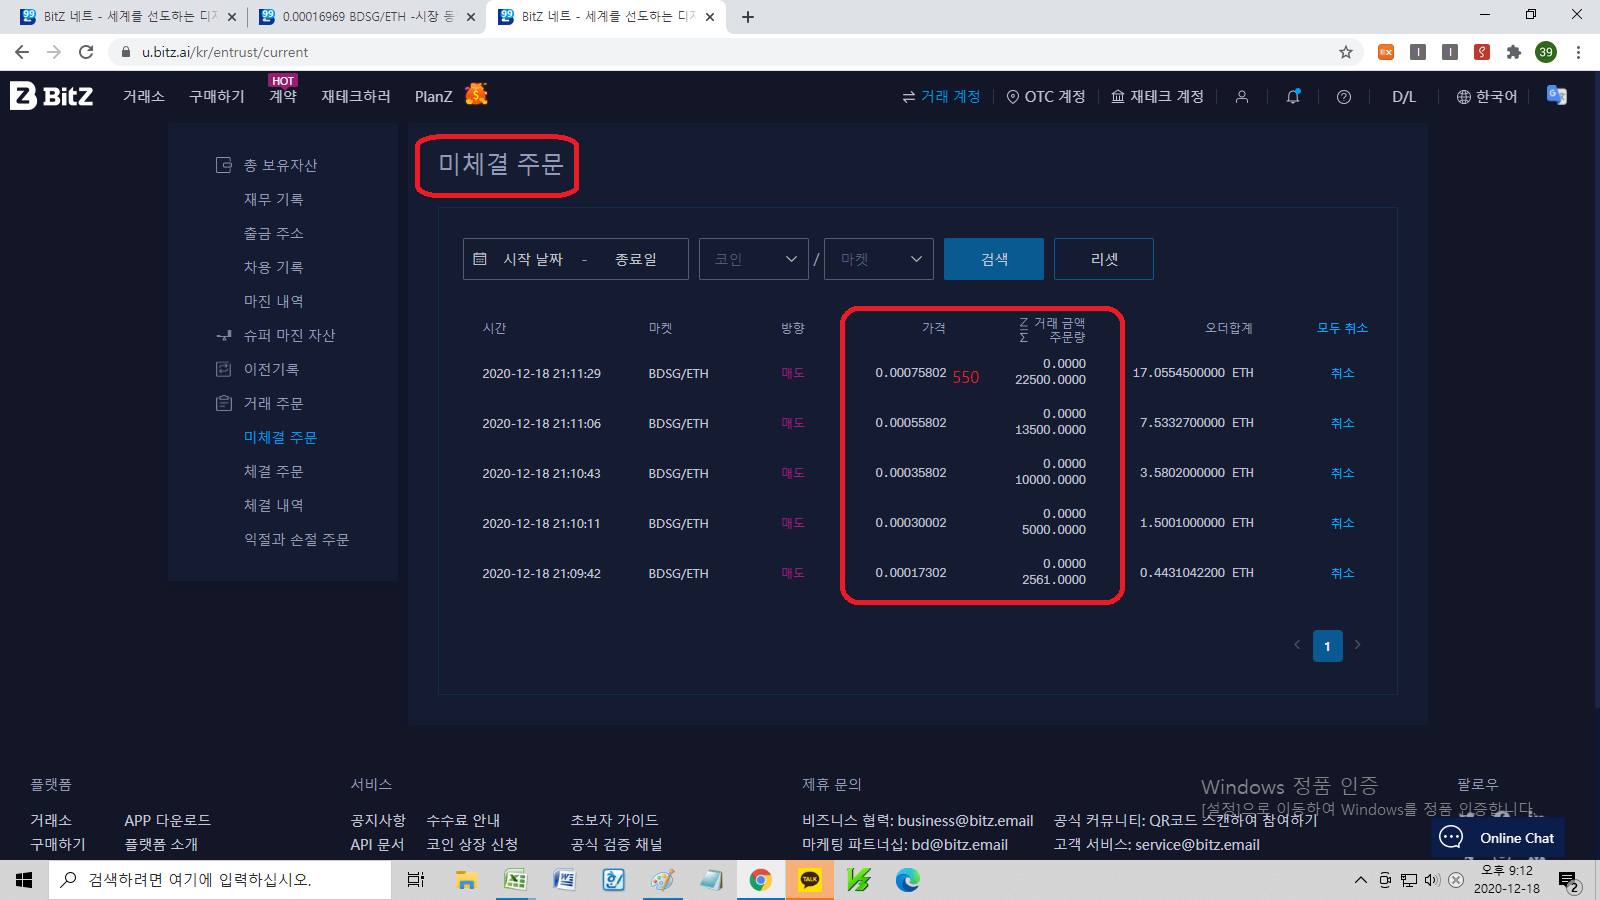 BitZ 네트 - 세계를 선도하는 디지
0.00016969 BDSG/ETH -시장 동
BitZ 네트 - 세계를 선도하는 디지
u.bitz.ai/kr/entrust/current
39
BitZ
거래소
구매하기
HOT
계약
재테크하러
PlanZ
거래 계정
OTC 계정
재테크 계정
D/L
한국어
총 보유자산
재무 기록
출금 주소
차용 기록
마진 내역
슈퍼 마진 자산
이전기록
거래 주문
미체결 주문
체결 주문
체결 내역
익절과 손절 주문
미체결 주문
시작 날짜 - 종료일
코인 / 마켓
검색
리셋
시간 마켓 방향 가격 거래 금액 주문량 오더합계 모두 취소
2020-12-18 21:11:29 BDSG/ETH 매도 0.00075802 550 0.0000 22500.0000 17.0554500000 ETH 취소
2020-12-18 21:11:06 BDSG/ETH 매도 0.00055802 0.0000 13500.0000 7.5332700000 ETH 취소
2020-12-18 21:10:43 BDSG/ETH 매도 0.00035802 0.0000 10000.0000 3.5802000000 ETH 취소
2020-12-18 21:10:11 BDSG/ETH 매도 0.00030002 0.0000 5000.0000 1.5001000000 ETH 취소
2020-12-18 21:09:42 BDSG/ETH 매도 0.00017302 0.0000 2561.0000 0.4431042200 ETH 취소
1
플랫폼 서비스 제휴 문의 팔로우
Windows 정품 인증
[설정]으로 이동하여 Windows를 정품 인증합니다.
거래소 APP 다운로드 공지사항 수수료 안내 초보자 가이드 비즈니스 협력: business@bitz.email 공식 커뮤니티: QR코드 스캔하여 참여하기
구매하기 플랫폼 소개 API 문서 코인 상장 신청 공식 검증 채널 마케팅 파트너십: bd@bitz.email 고객 서비스: service@bitz.email
Online Chat
검색하려면 여기에 입력하십시오.
TALK
오후 9:12
2020-12-18
2